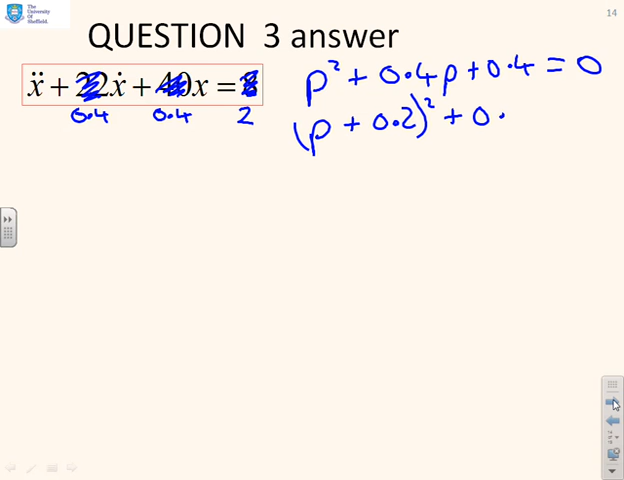 The University Of Sheffield.
14
QUESTION 3 answer
ẍ + 22ẋ + 40x = 8
0.4 0.4 2
p² + 0.4p + 0.4 = 0
(p + 0.2)² + 0.